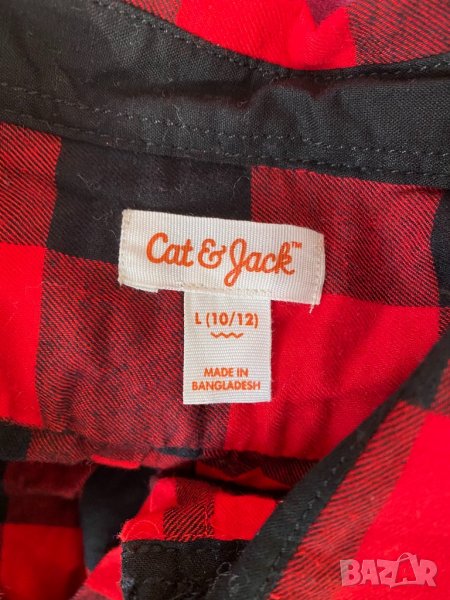 Cat & Jack™
L (10/12)
MADE IN
BANGLADESH
BAZAR